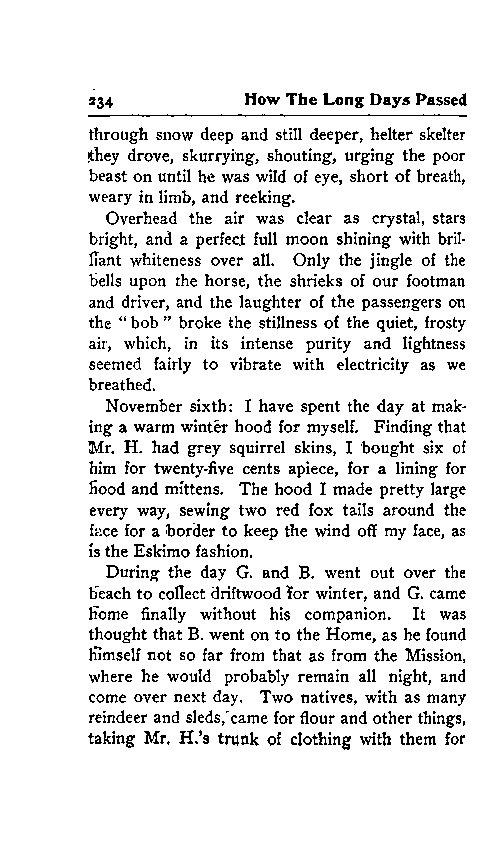 234 How The Long Days Passed
through snow deep and still deeper, helter skelter
they drove, skurrying, shouting, urging the poor
beast on until he was wild of eye, short of breath,
weary in limb, and reeking.
Overhead the air was clear as crystal, stars
bright, and a perfect full moon shining with bril-
liant whiteness over all. Only the jingle of the
bells upon the horse, the shrieks of our footman
and driver, and the laughter of the passengers on
the “bob” broke the stillness of the quiet, frosty
air, which, in its intense purity and lightness
seemed fairly to vibrate with electricity as we
breathed.
November sixth: I have spent the day at mak-
ing a warm winter hood for myself. Finding that
Mr. H. had grey squirrel skins, I bought six of
him for twenty-five cents apiece, for a lining for
hood and mittens. The hood I made pretty large
every way, sewing two red fox tails around the
face for a border to keep the wind off my face, as
is the Eskimo fashion.
During the day G. and B. went out over the
beach to collect driftwood for winter, and G. came
home finally without his companion. It was
thought that B. went on to the Home, as he found
himself not so far from that as from the Mission,
where he would probably remain all night, and
come over next day. Two natives, with as many
reindeer and sleds, came for flour and other things,
taking Mr. H.'s trunk of clothing with them for